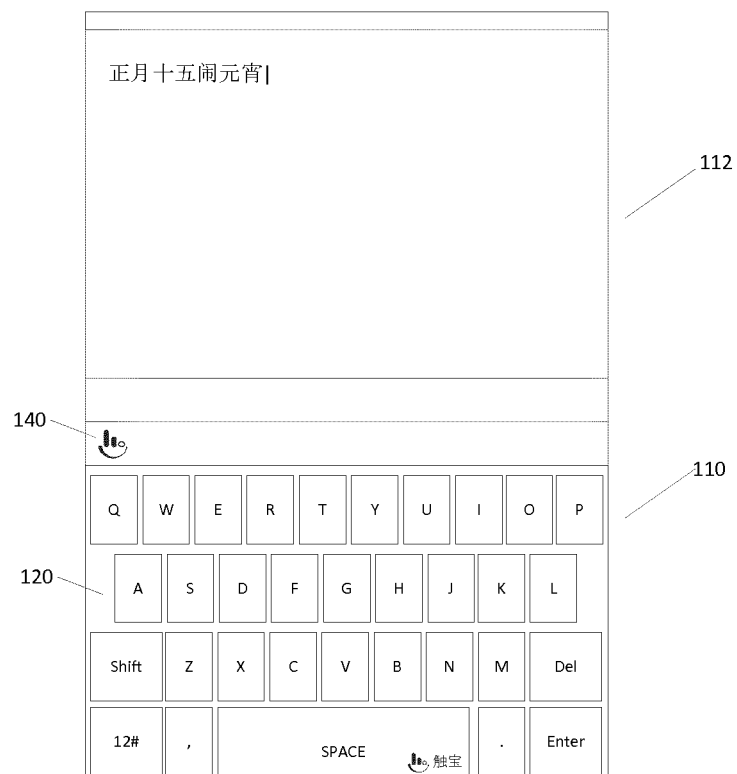 正月十五闹元宵
112
140
110
Q W E R T Y U I O P
120
A S D F G H J K L
Shift Z X C V B N M Del
12# , SPACE 触宝 . Enter